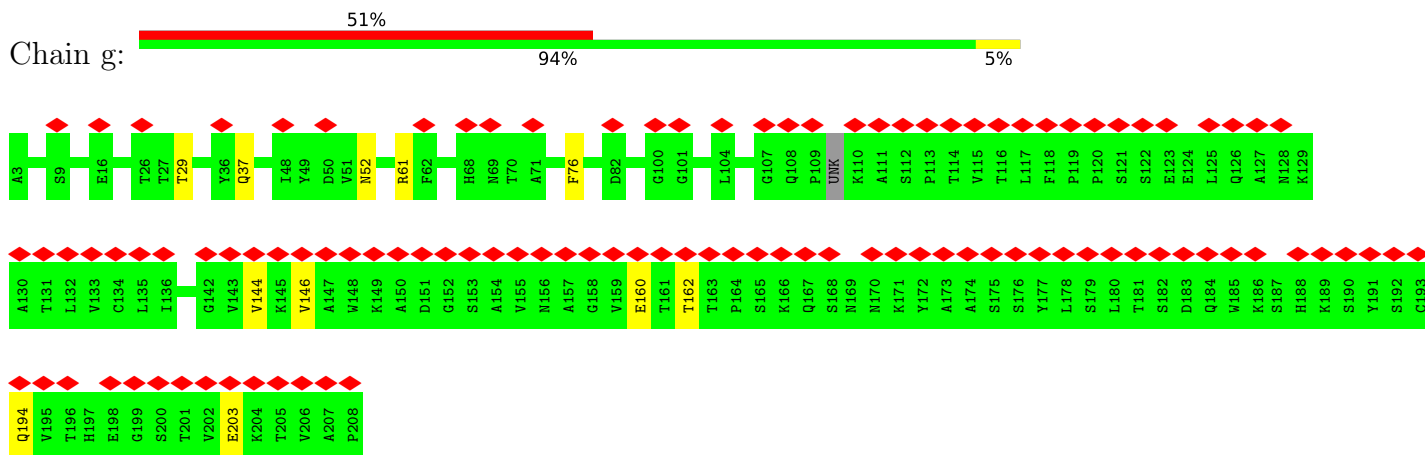 51%
Chain g:
94% 5%
A3 S9 E16 T26 T27 T29 Y36 Q37 I48 Y49 D50 V51 N52 R61 F62 H68 N69 T70 A71 F76 D82 G100 G101 L104 G107 Q108 P109 UNK K110 A111 S112 P113 T114 V115 T116 L117 F118 P119 P120 S121 S122 E123 E124 L125 Q126 A127 N128 K129
A130 T131 L132 V133 C134 L135 I136 G142 V143 V144 K145 V146 A147 W148 K149 A150 D151 G152 S153 A154 V155 N156 A157 G158 V159 E160 T161 T162 T163 P164 S165 K166 Q167 S168 N169 N170 K171 Y172 A173 A174 S175 S176 Y177 L178 S179 L180 T181 S182 D183 Q184 W185 K186 S187 H188 K189 S190 Y191 S192 C193
Q194 V195 T196 H197 E198 G199 S200 T201 V202 E203 K204 T205 V206 A207 P208